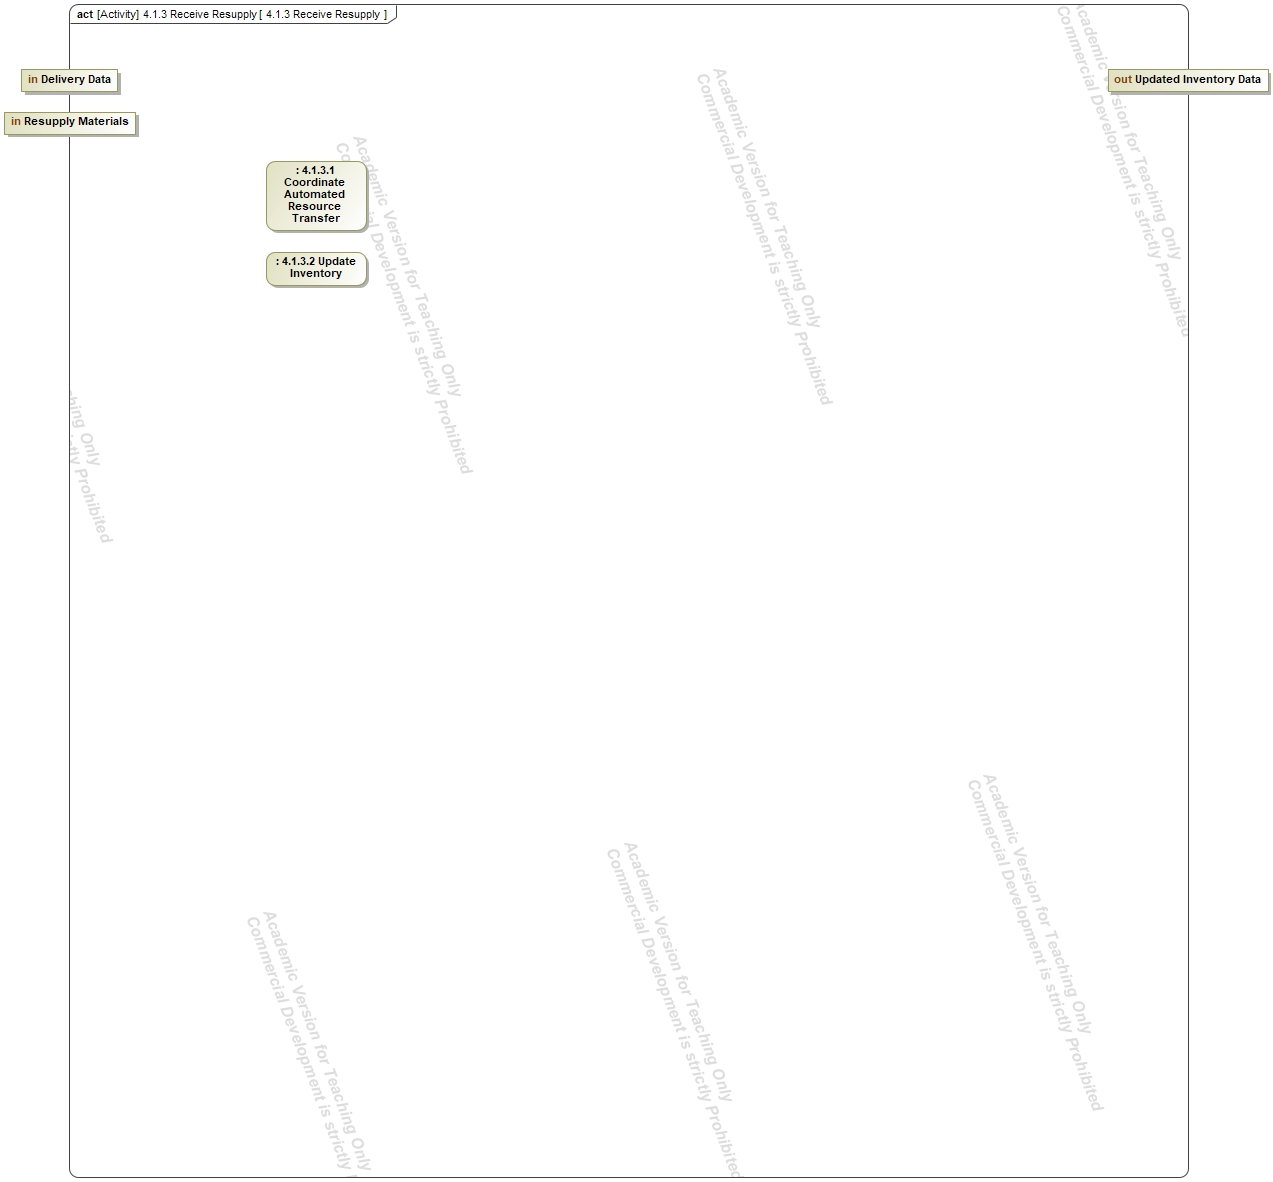 act [Activity] 4.1.3 Receive Resupply [ 4.1.3 Receive Resupply ]
in Delivery Data
out Updated Inventory Data
in Resupply Materials
: 4.1.3.1
Coordinate
Automated
Resource
Transfer
: 4.1.3.2 Update
Inventory
Academic Version for Teaching Only
Commercial Development is strictly Prohibited
Academic Version for Teaching Only
Commercial Development is strictly Prohibited
Academic Version for Teaching Only
Commercial Development is strictly Prohibited
hing Only
ctly Prohibited
Academic Version for Teaching Only
Commercial Development is strictly Prohibited
Academic Version for Teaching Only
Commercial Development is strictly Prohibited
Academic Version for Teaching Only
Commercial Development is strictly